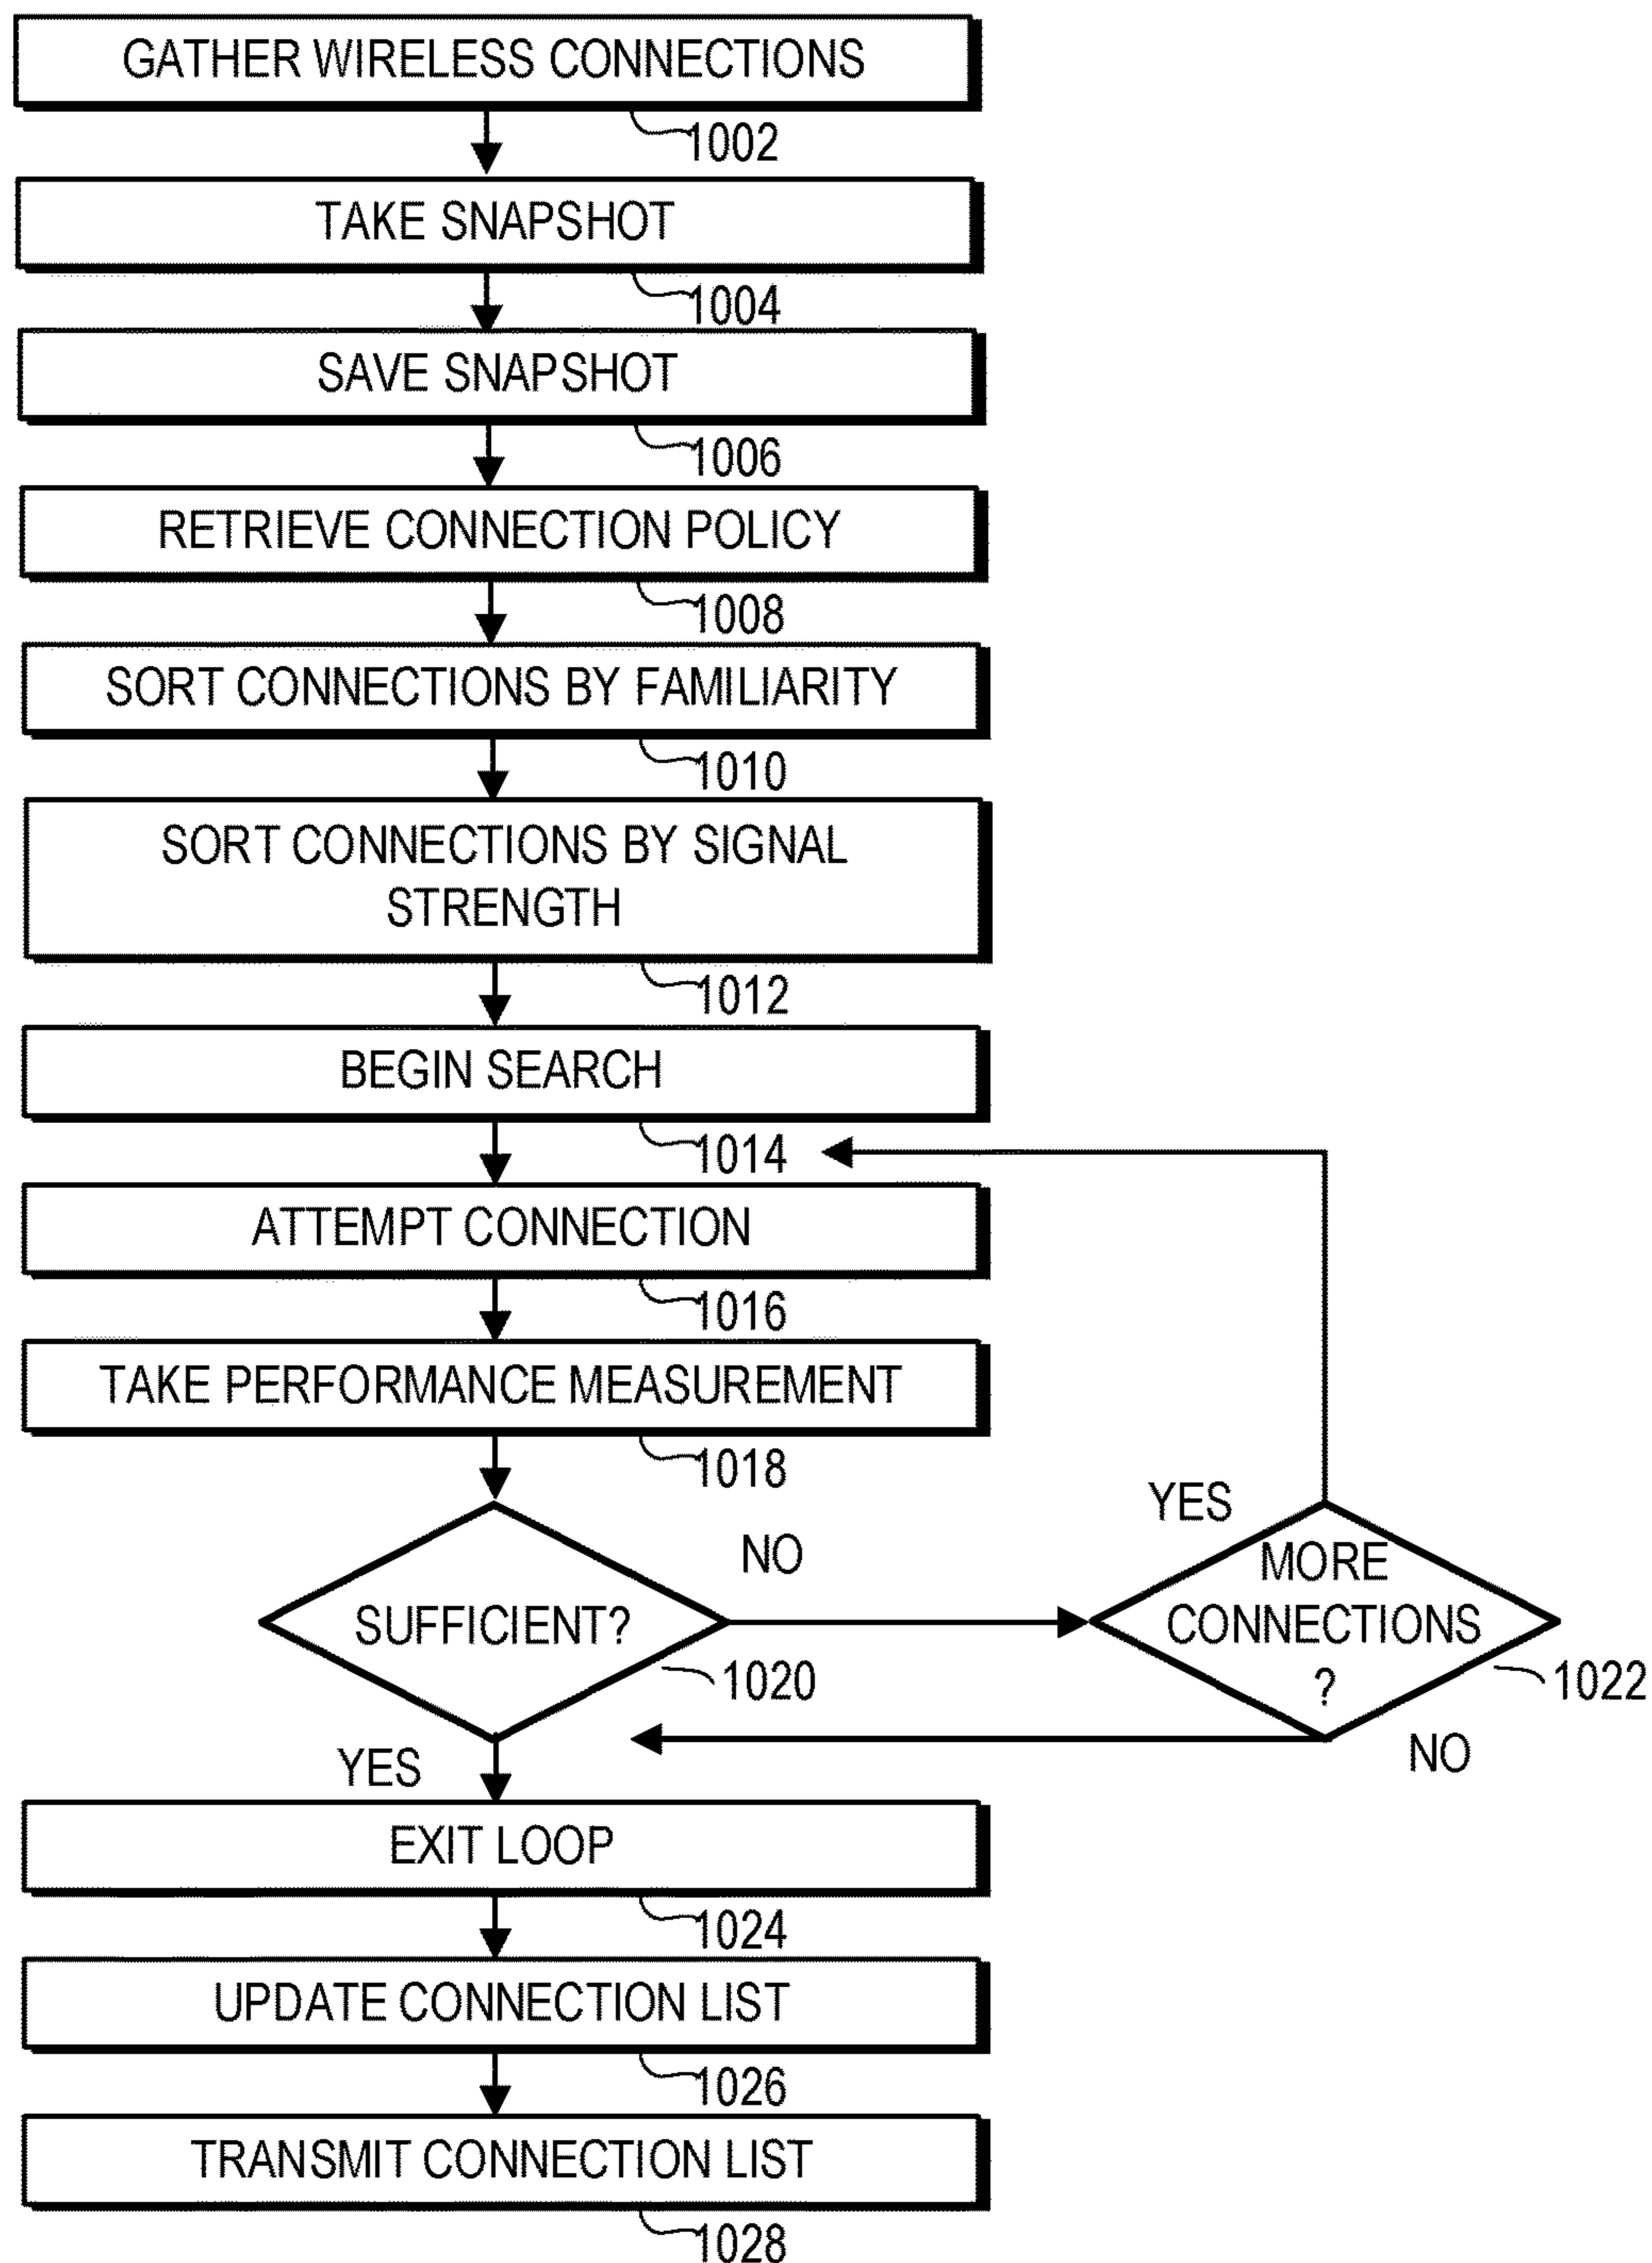 GATHER WIRELESS CONNECTIONS
1002
TAKE SNAPSHOT
1004
SAVE SNAPSHOT
1006
RETRIEVE CONNECTION POLICY
1008
SORT CONNECTIONS BY FAMILIARITY
1010
SORT CONNECTIONS BY SIGNAL
STRENGTH
1012
BEGIN SEARCH
1014
ATTEMPT CONNECTION
1016
TAKE PERFORMANCE MEASUREMENT
1018
SUFFICIENT?
1020
NO
YES
MORE
CONNECTIONS
?
1022
YES
NO
EXIT LOOP
1024
UPDATE CONNECTION LIST
1026
TRANSMIT CONNECTION LIST
1028